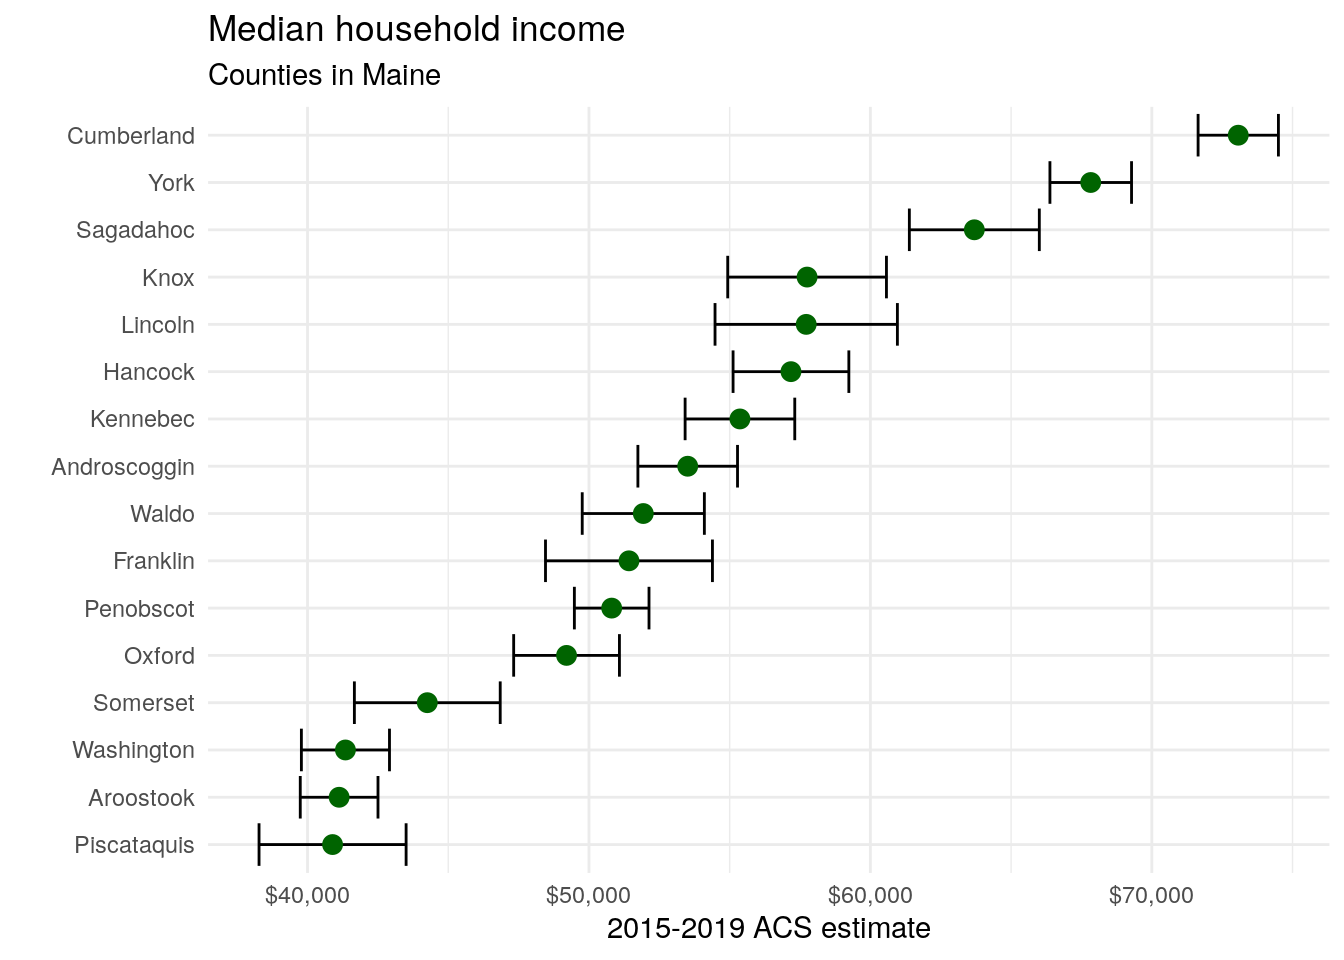 Median household income
Counties in Maine
Cumberland
York
Sagadahoc
Knox
Lincoln
Hancock
Kennebec
Androscoggin
Waldo
Franklin
Penobscot
Oxford
Somerset
Washington
Aroostook
Piscataquis
$40,000 $50,000 $60,000 $70,000
2015-2019 ACS estimate